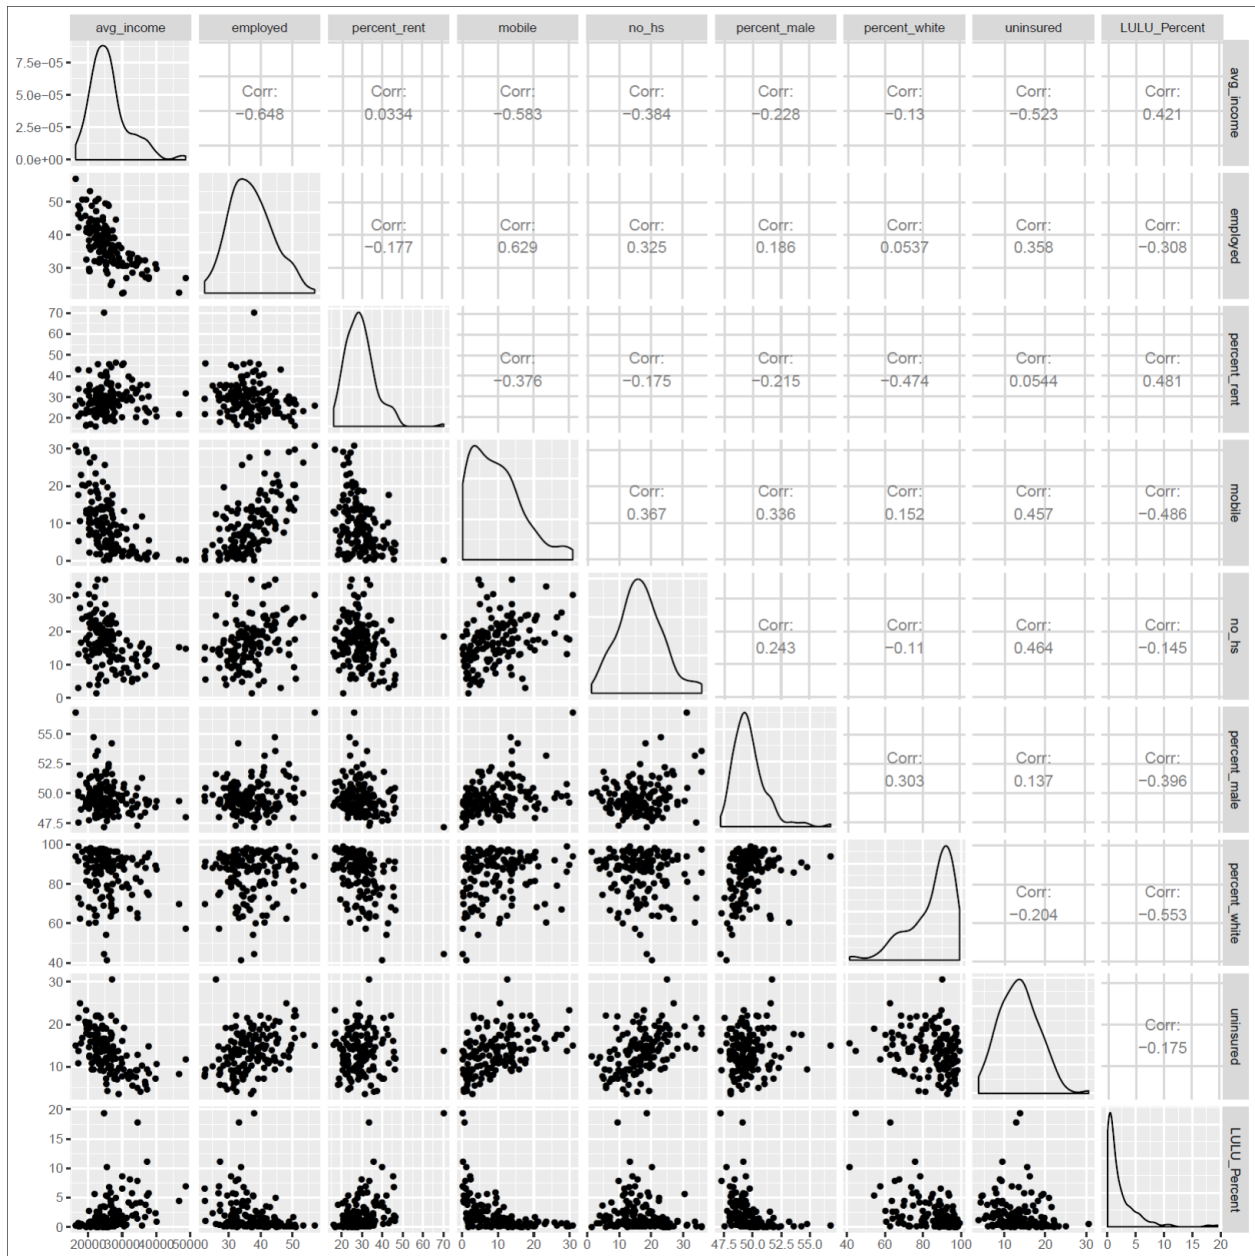 avg_income employed percent_rent mobile no_hs percent_male percent_white uninsured LULU_Percent
7.5e−05
5.0e−05
2.5e−05
0.0e+00
Corr: Corr: Corr: Corr: Corr: Corr: Corr: Corr:
−0.648 0.0334 −0.583 −0.384 −0.228 −0.13 −0.523 0.421
avg_income
50
40
30
Corr: Corr: Corr: Corr: Corr: Corr: Corr:
−0.177 0.629 0.325 0.186 0.0537 0.358 −0.308
employed
70
60
50
40
30
20
Corr: Corr: Corr: Corr: Corr: Corr:
−0.376 −0.175 −0.215 −0.474 0.0544 0.481
percent_rent
30
20
10
0
Corr: Corr: Corr: Corr: Corr:
0.367 0.336 0.152 0.457 −0.486
mobile
30
20
10
0
Corr: Corr: Corr: Corr:
0.243 −0.11 0.464 −0.145
no_hs
55.0
52.5
50.0
47.5
Corr: Corr: Corr:
0.303 0.137 −0.396
percent_male
100
80
60
40
Corr: Corr:
−0.204 −0.553
percent_white
30
20
10
Corr:
−0.175
uninsured
20
15
10
5
0
LULU_Percent
20000 30000 40000 50000 30 40 50 20 30 40 50 60 70 0 10 20 30 0 10 20 30 47.5 50.0 52.5 55.0 40 60 80 100 10 20 30 0 5 10 15 20